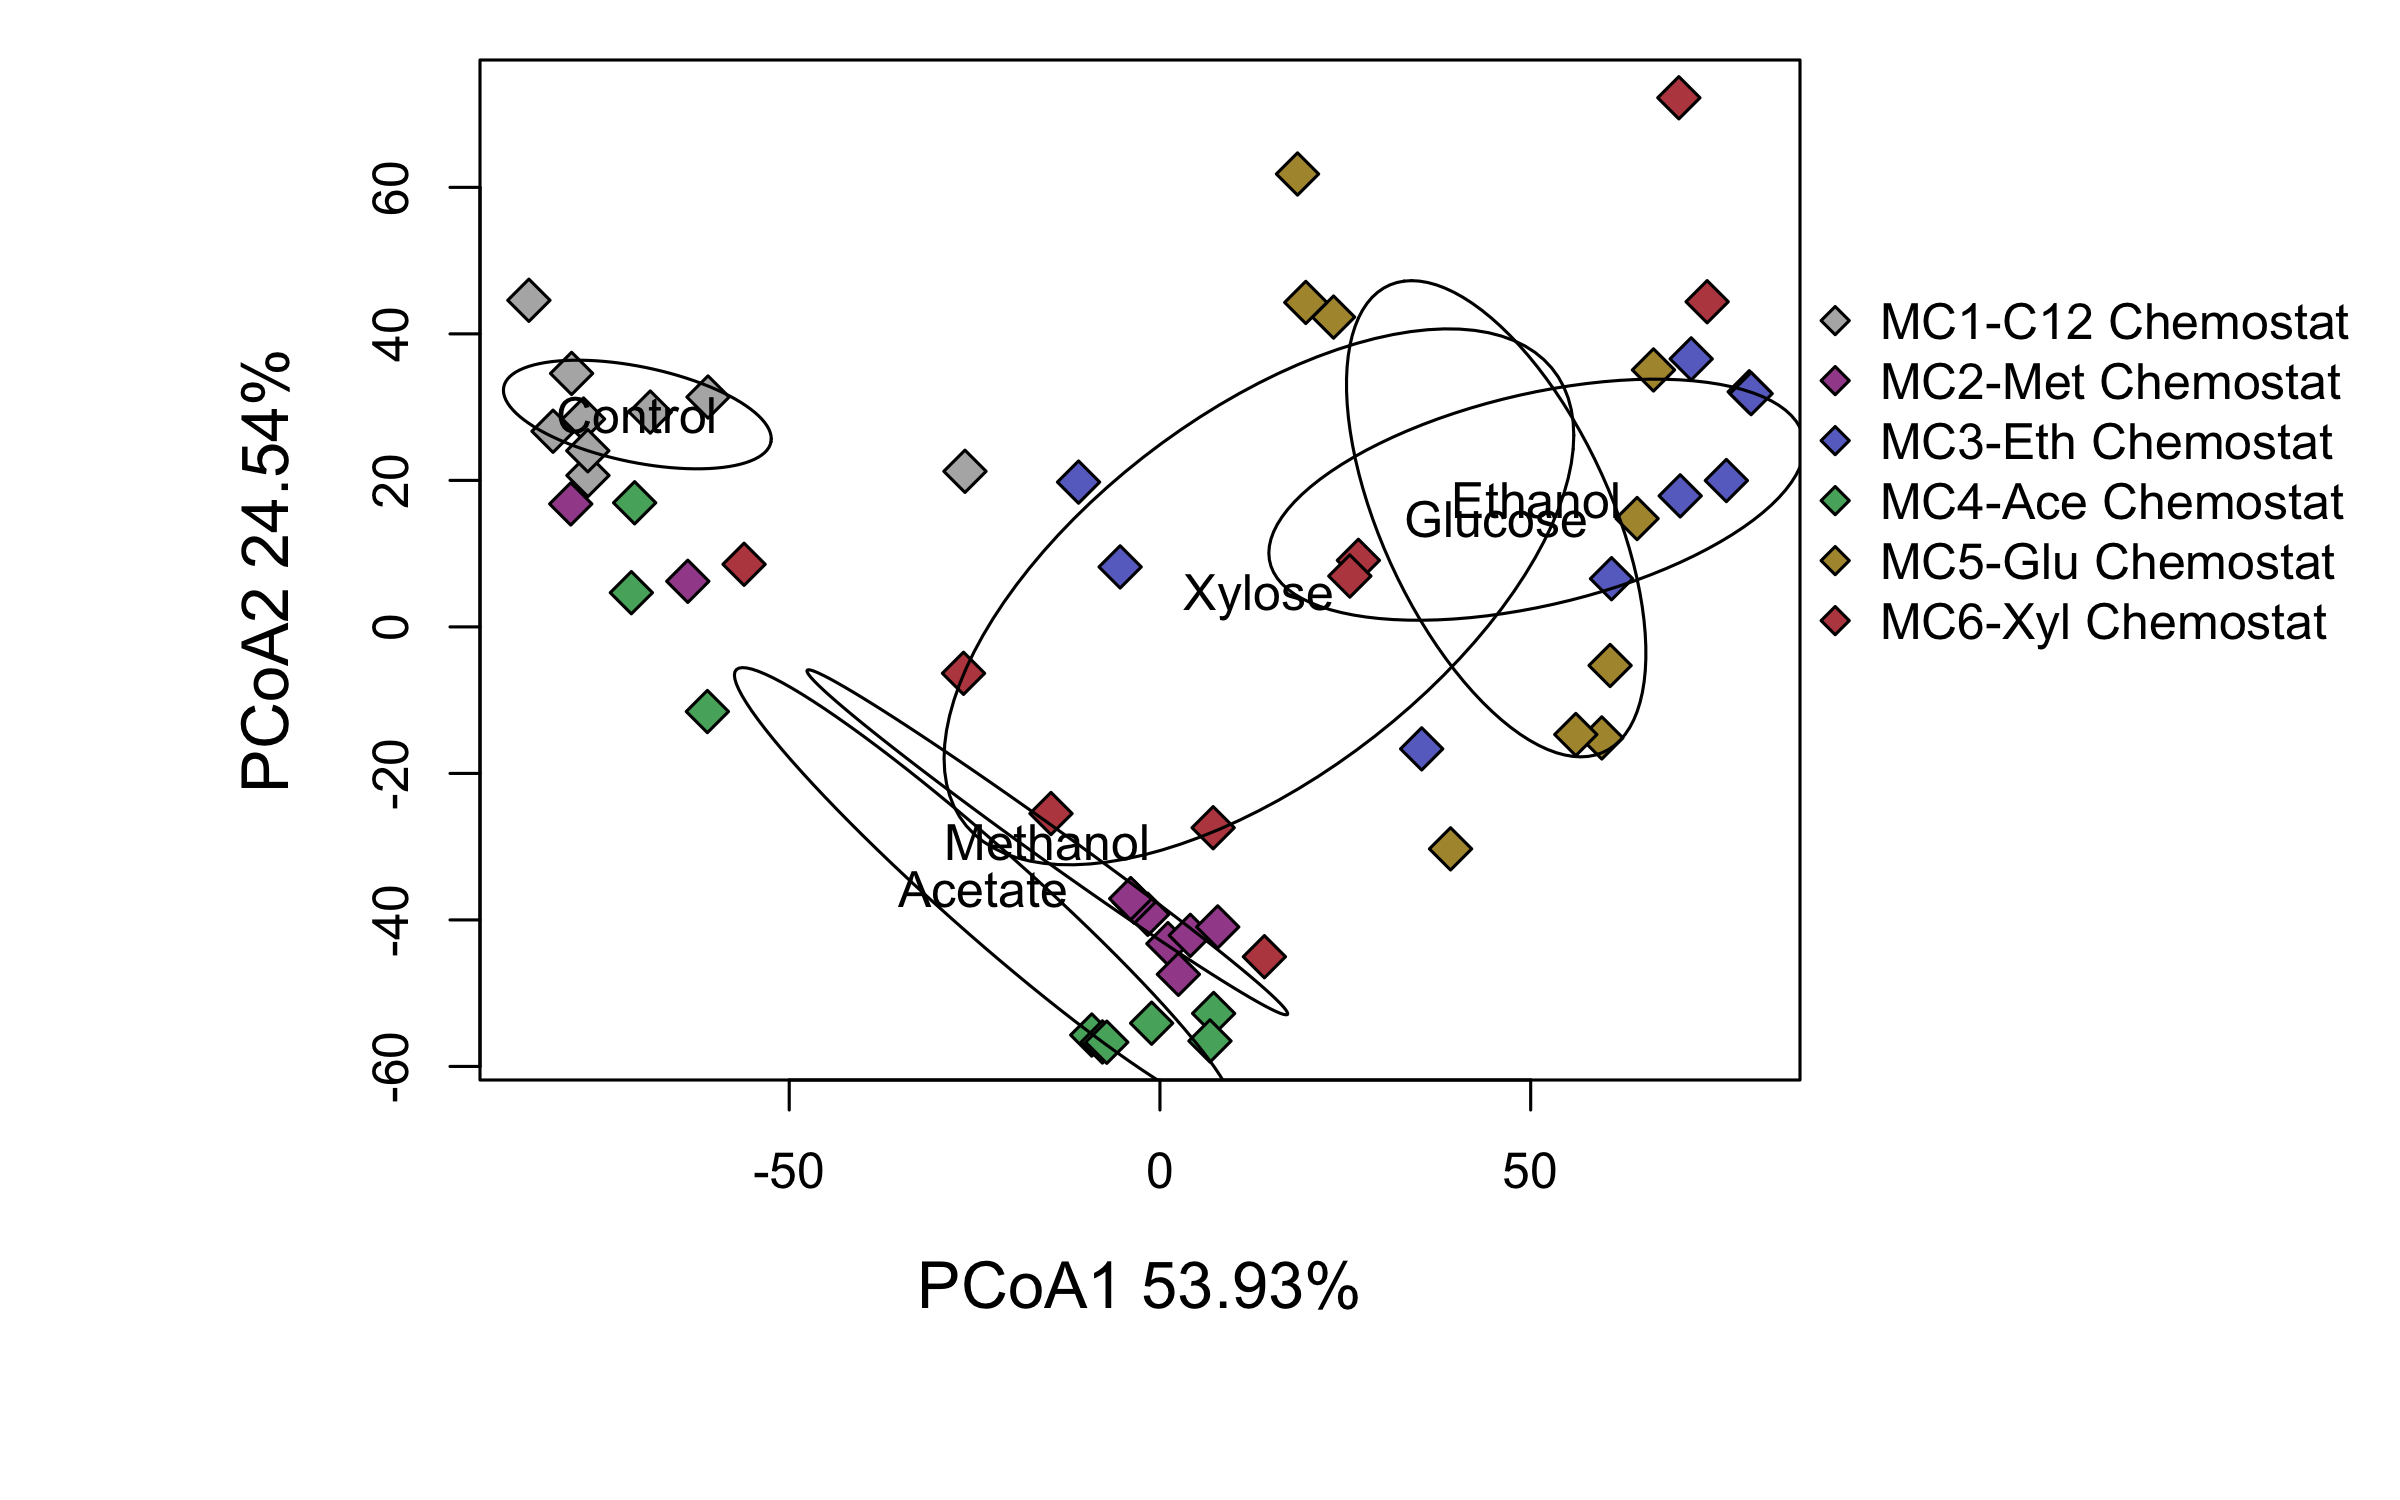 PCoA2 24.54%
60
40
20
0
-20
-40
-60
Control
Ethanol
Glucose
Xylose
Methanol
Acetate
MC1-C12 Chemostat
MC2-Met Chemostat
MC3-Eth Chemostat
MC4-Ace Chemostat
MC5-Glu Chemostat
MC6-Xyl Chemostat
-50 0 50
PCoA1 53.93%